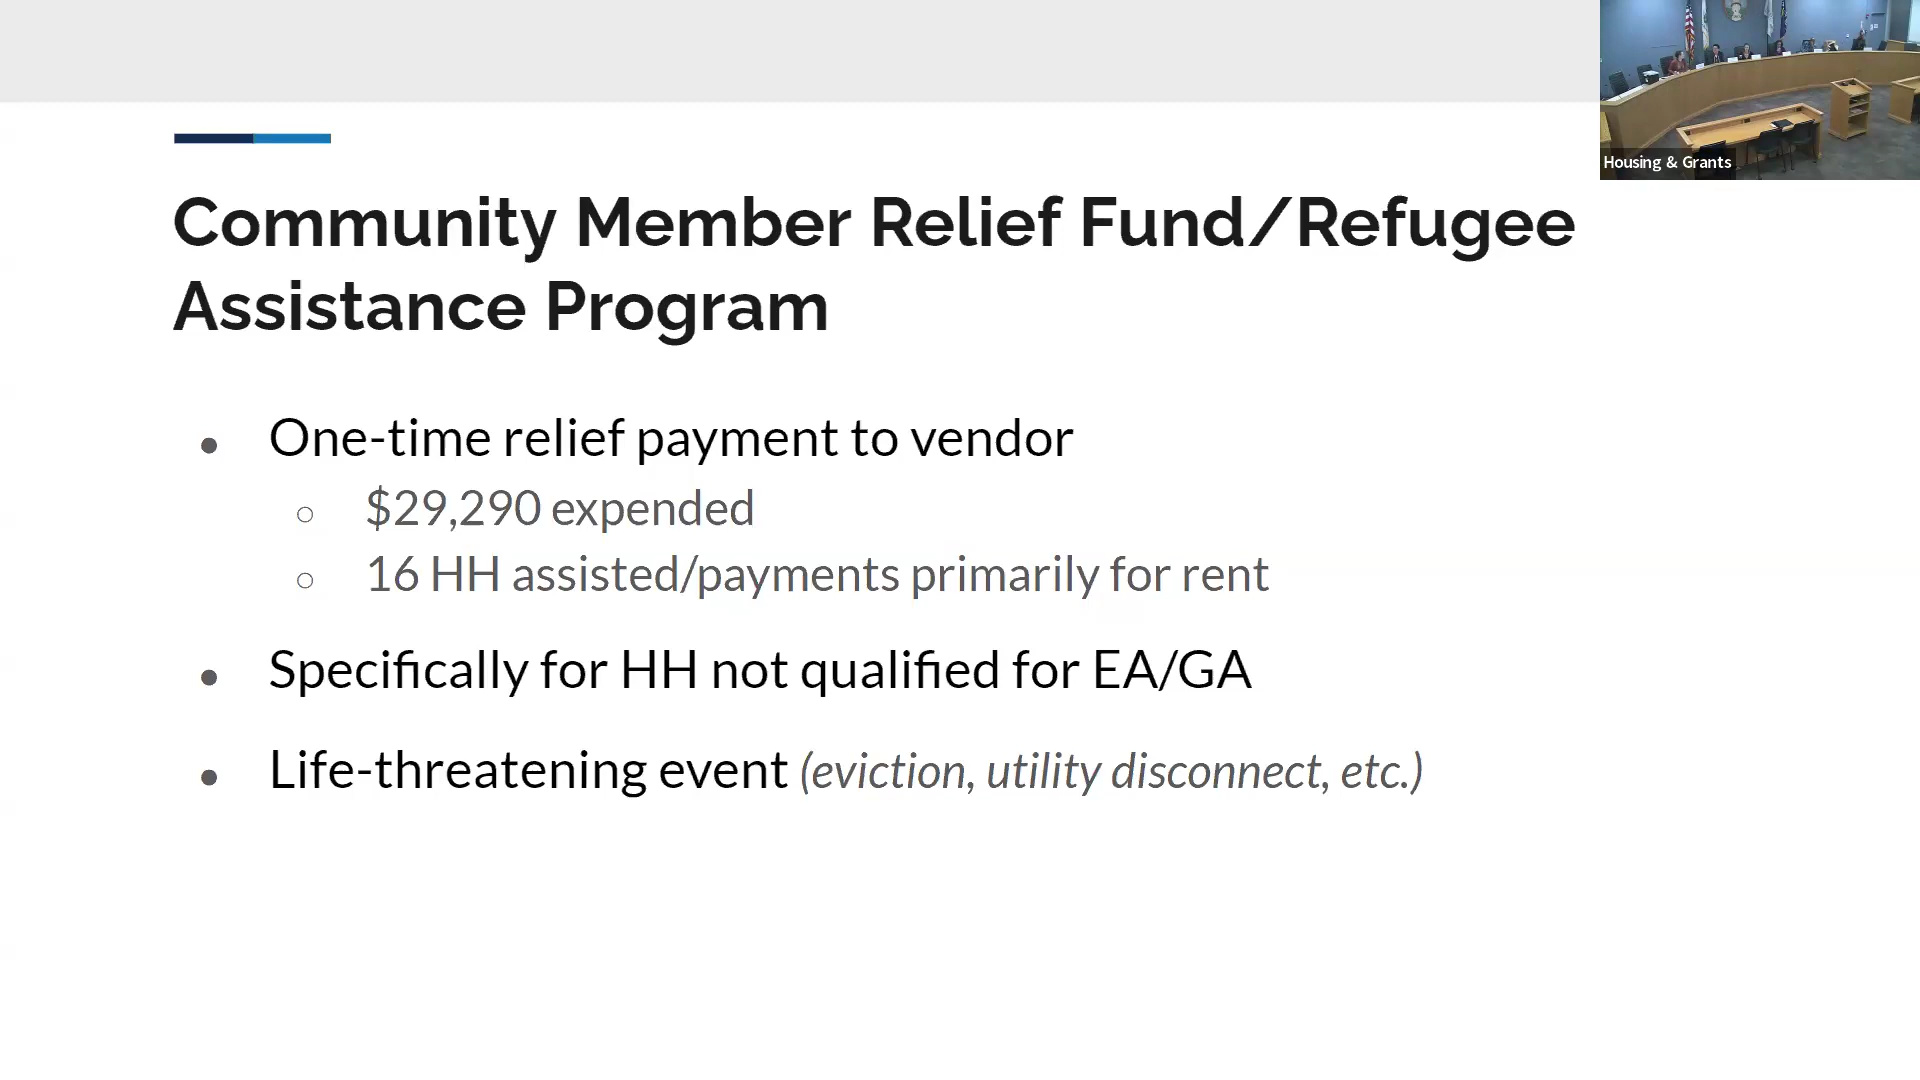 Housing & Grants
Community Member Relief Fund/Refugee
Assistance Program
One-time relief payment to vendor
$29,290 expended
16 HH assisted/payments primarily for rent
Specifically for HH not qualified for EA/GA
Life-threatening event (eviction, utility disconnect, etc.)